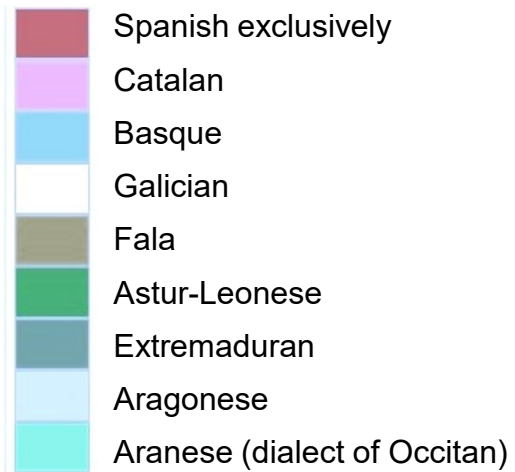 Spanish exclusively
Catalan
Basque
Galician
Fala
Astur-Leonese
Extremaduran
Aragonese
Aranese (dialect of Occitan)